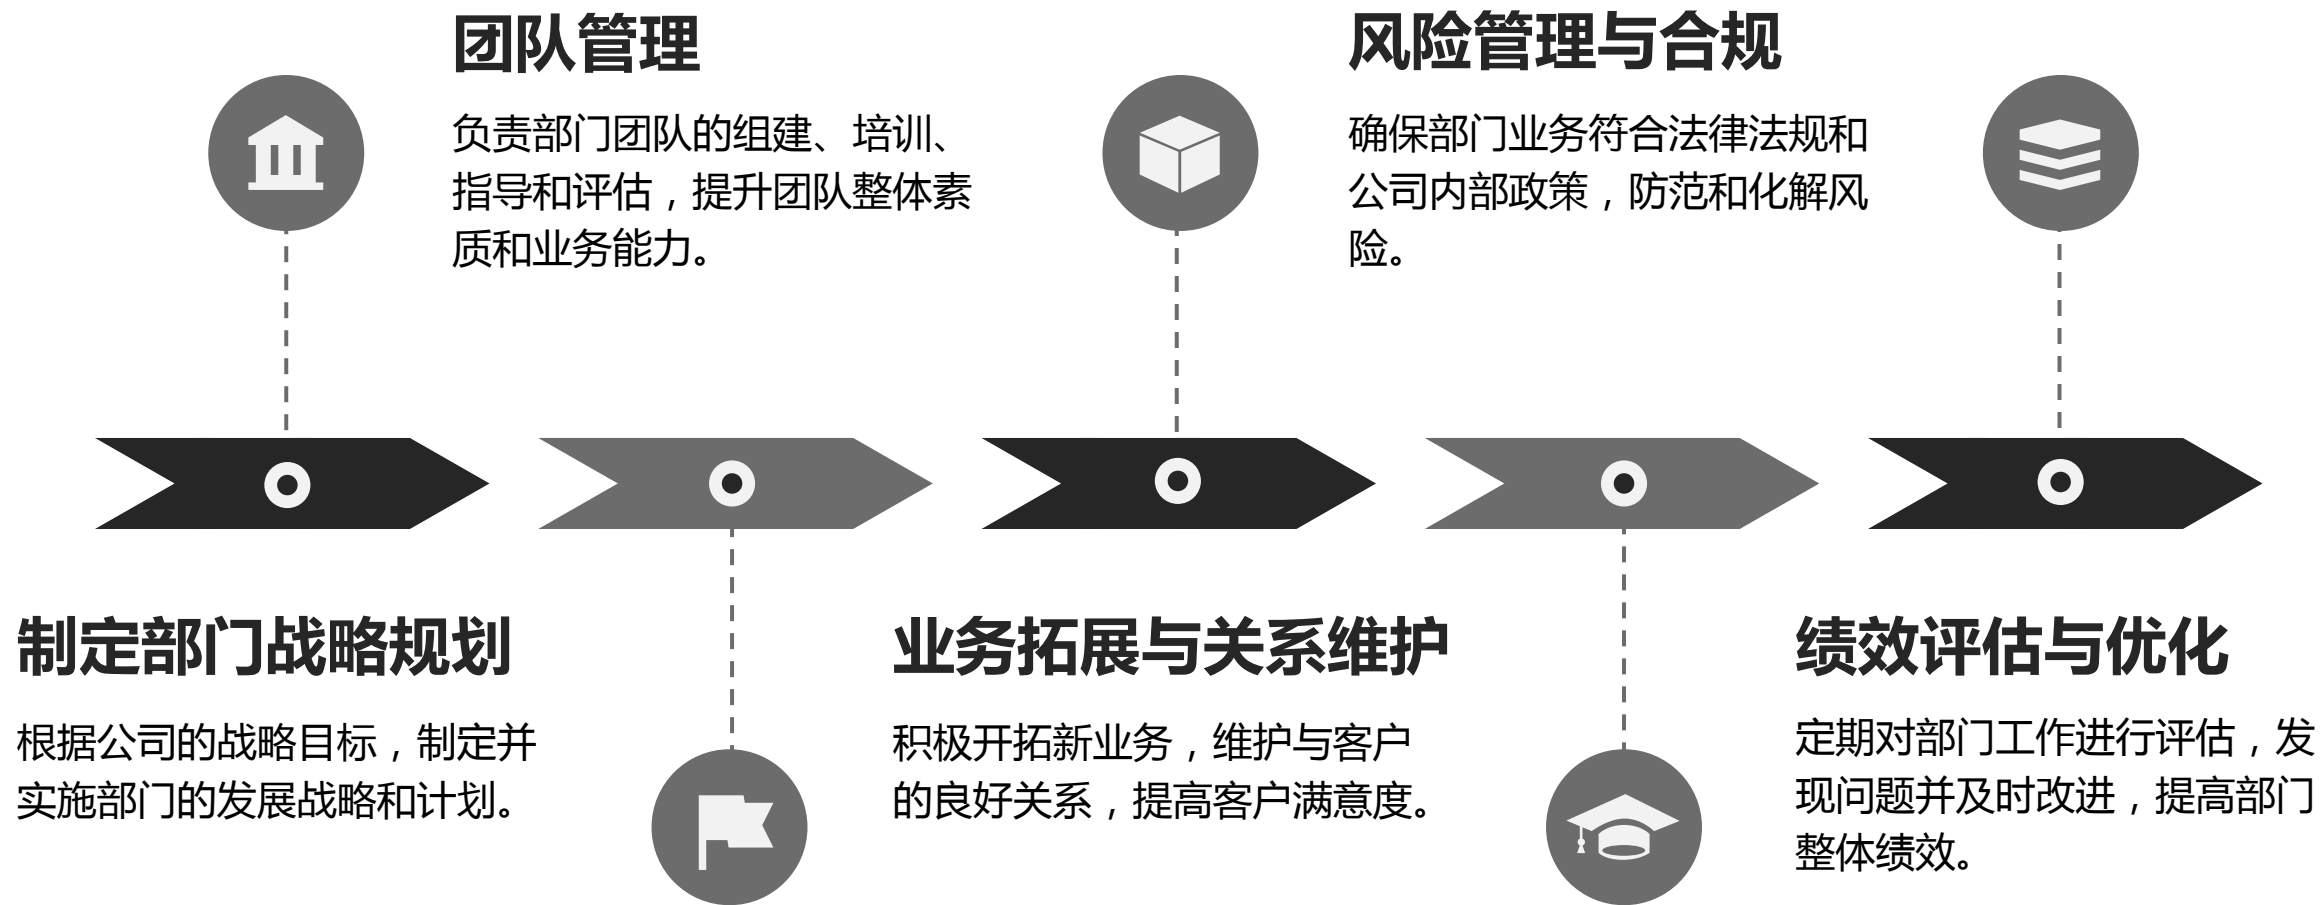 团队管理
负责部门团队的组建、培训、
指导和评估，提升团队整体素
质和业务能力。
风险管理与合规
确保部门业务符合法律法规和
公司内部政策，防范和化解风
险。
制定部门战略规划
根据公司的战略目标，制定并
实施部门的发展战略和计划。
业务拓展与关系维护
积极开拓新业务，维护与客户
的良好关系，提高客户满意度。
绩效评估与优化
定期对部门工作进行评估，发
现问题并及时改进，提高部门
整体绩效。